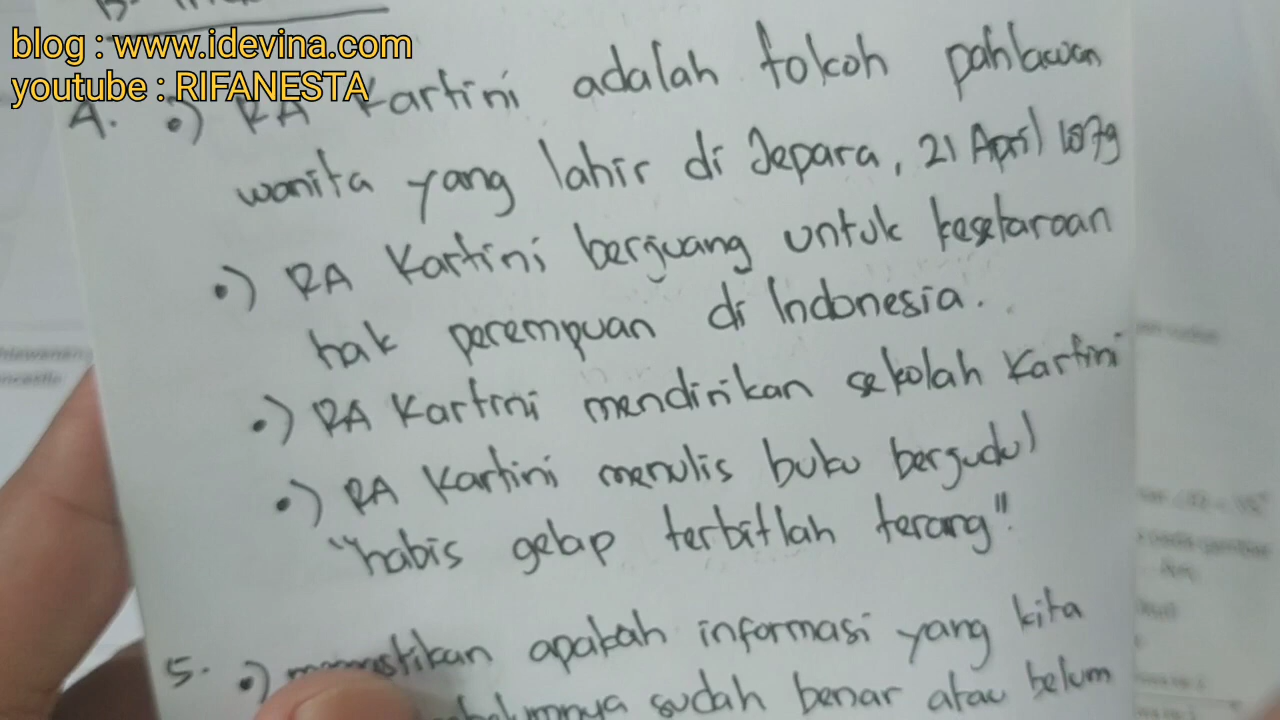 blog : www.idevina.com
youtube : RIFANESTA
4. •) RA Kartini adalah tokoh pahlawan
wanita yang lahir di Jepara, 21 April 1879
•) RA Kartini berjuang untuk kesetaraan
hak perempuan di Indonesia.
•) RA Kartini mendirikan sekolah Kartini
•) RA Kartini menulis buku berjudul
"habis gelap terbitlah terang".
5. •) memastikan apakah informasi yang kita
sudah benar atau belum